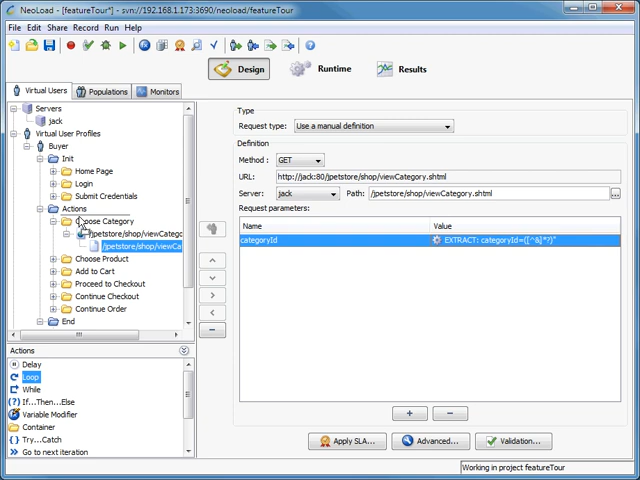 NeoLoad - [featureTour*] - svn://192.168.1.173:3690/neoload/featureTour
File Edit Search Record Run Help
Design Runtime Results
Virtual Users Populations Monitors
Servers
jack
Virtual User Profiles
Buyer
Init
Home Page
Login
Submit Credentials
Actions
Choose Category
/jpetstore/shop/viewCatego
/jpetstore/shop/viewCa
Choose Product
Add to Cart
Proceed to Checkout
Continue Checkout
Continue Order
End
Actions
Delay
Loop
While
If...Then...Else
Variable Modifier
Container
Try...Catch
Go to next iteration
Type
Request type: Use a manual definition
Definition
Method : GET
URL: http://jack:80/jpetstore/shop/viewCategory.shtml
Server: jack Path: /jpetstore/shop/viewCategory.shtml ...
Request parameters:
Name Value
categoryId EXTRACT: categoryId=([^&]*?)"
Apply SLA... Advanced... Validation...
Working in project featureTour